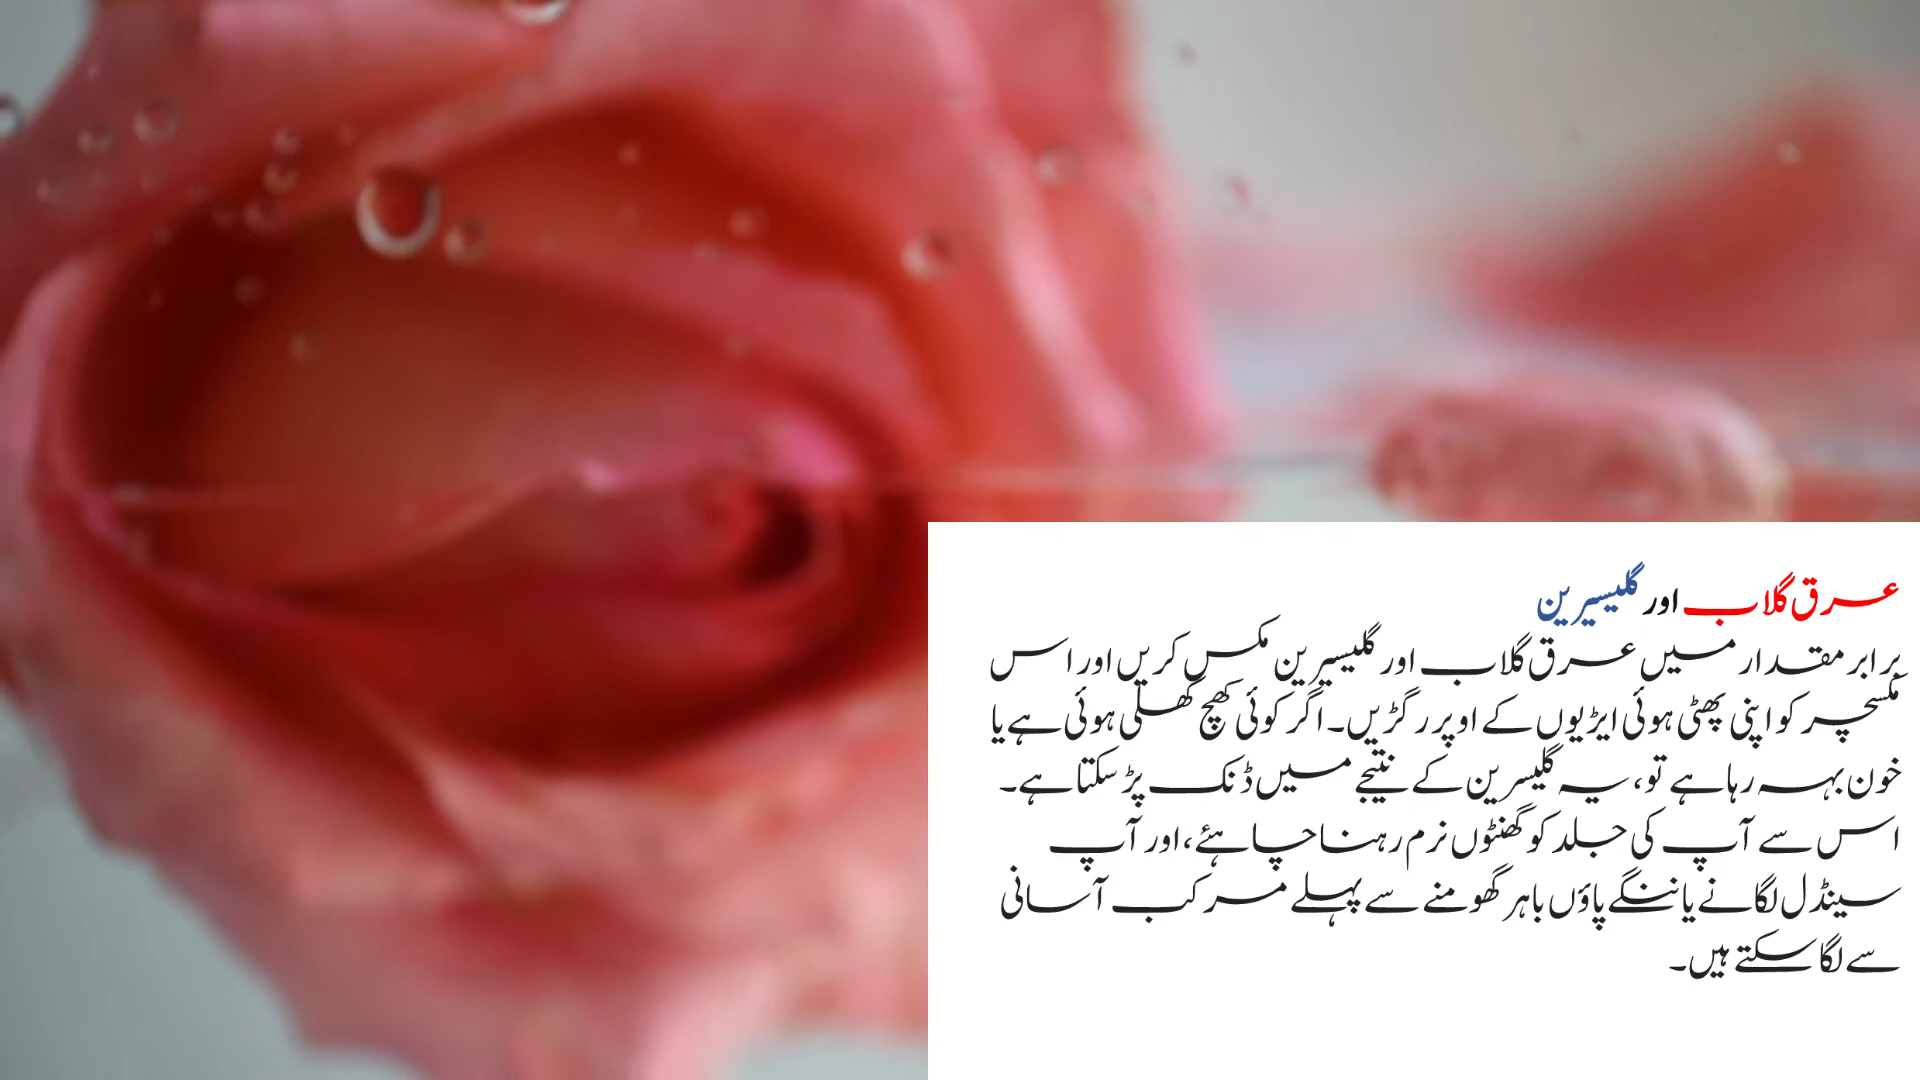 عرق گلاب اور گلیسیرین
برابر مقدار میں عرق گلاب اور گلیسیرین مکس کریں اور اس
مکسچر کو اپنی پھٹی ہوئی ایڑیوں کے اوپر رگڑیں۔ اگر کوئی کھچ کھلی ہوئی ہے یا
خون بہہ رہا ہے تو، یہ گلیسرین کے نتیجے میں ڈنک پڑ سکتا ہے۔
اس سے آپ کی جلد کو گھنٹوں نرم رہنا چاہئے، اور آپ
سینڈل لگانے یا ننگے پاؤں باہر گھومنے سے پہلے مرکب آسانی
سے لگا سکتے ہیں۔